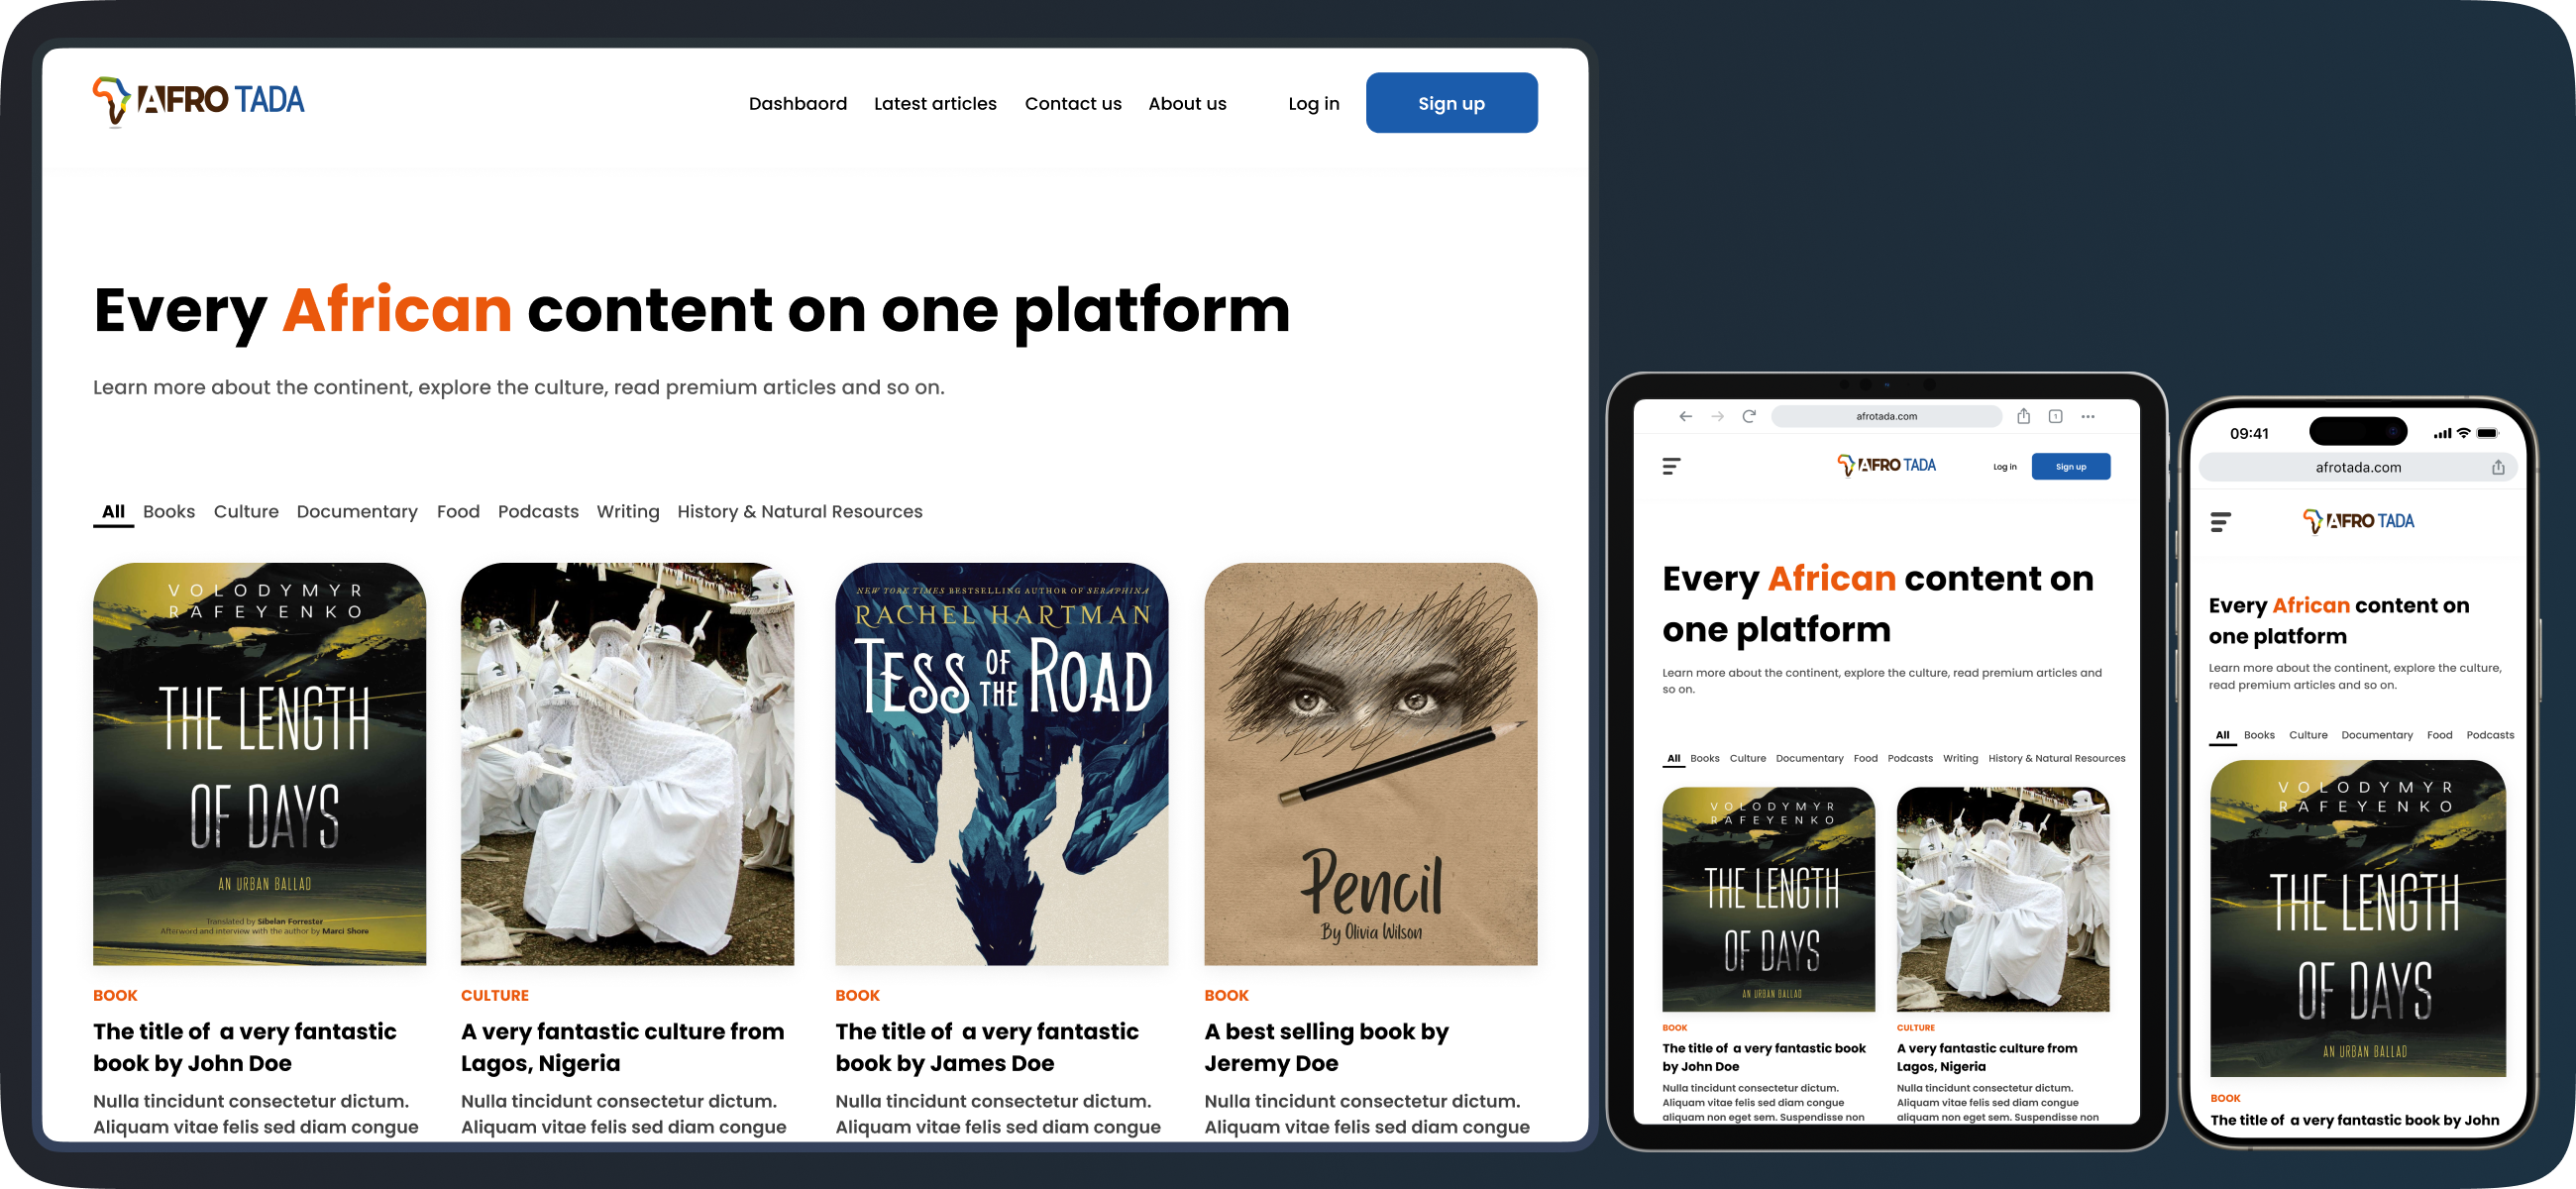 AFRO TADA
Dashbaord Latest articles Contact us About us Log in Sign up
Every African content on one platform
Learn more about the continent, explore the culture, read premium articles and so on.
All Books Culture Documentary Food Podcasts Writing History & Natural Resources
VOLODYMYR
RAFEYENKO
THE LENGTH
OF DAYS
AN URBAN BALLAD
Translated by Sibelan Forrester
Afterword and interview with the author by Marci Shore
NEW YORK TIMES BESTSELLING AUTHOR OF SERAPHINA
RACHEL HARTMAN
TESS OF THE ROAD
Pencil
By Olivia Wilson
BOOK
The title of a very fantastic
book by John Doe
Nulla tincidunt consectetur dictum.
Aliquam vitae felis sed diam congue
CULTURE
A very fantastic culture from
Lagos, Nigeria
Nulla tincidunt consectetur dictum.
Aliquam vitae felis sed diam congue
BOOK
The title of a very fantastic
book by James Doe
Nulla tincidunt consectetur dictum.
Aliquam vitae felis sed diam congue
BOOK
A best selling book by
Jeremy Doe
Nulla tincidunt consectetur dictum.
Aliquam vitae felis sed diam congue
afrotada.com
1
AFRO TADA
Log in Sign up
Every African content on
one platform
Learn more about the continent, explore the culture, read premium articles and
so on.
All Books Culture Documentary Food Podcasts Writing History & Natural Resources
VOLODYMYR
RAFEYENKO
THE LENGTH
OF DAYS
AN URBAN BALLAD
BOOK
The title of a very fantastic book
by John Doe
Nulla tincidunt consectetur dictum.
Aliquam vitae felis sed diam congue
aliquam non eget sem. Suspendisse non
CULTURE
A very fantastic culture from
Lagos, Nigeria
Nulla tincidunt consectetur dictum.
Aliquam vitae felis sed diam congue
aliquam non eget sem. Suspendisse non
09:41
afrotada.com
AFRO TADA
Every African content on
one platform
Learn more about the continent, explore the culture,
read premium articles and so on.
All Books Culture Documentary Food Podcasts
VOLODYMYR
RAFEYENKO
THE LENGTH
OF DAYS
AN URBAN BALLAD
BOOK
The title of a very fantastic book by John